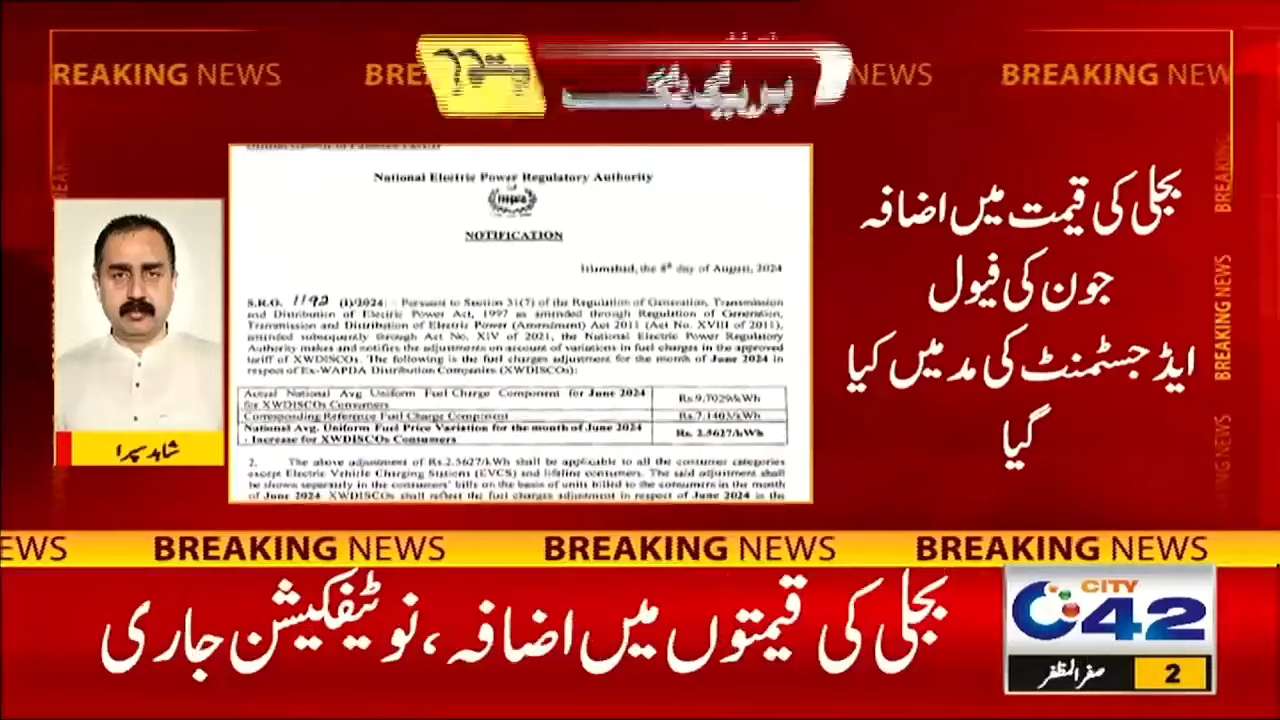 REAKING NEWS
BRE
NEWS
BREAKING NEW
بریکنگ
National Electric Power Regulatory Authority
NOTIFICATION
Islamabad, the 8th day of August, 2024
S.R.O. 1192 (I)/2024: - Pursuant to Section 31(7) of the Regulation of Generation, Transmission
and Distribution of Electric Power Act, 1997 as amended through Regulation of Generation,
Transmission and Distribution of Electric Power (Amendment) Act 2011 (Act No. XVIII of 2011),
amended subsequently through Act No. XIV of 2021, the National Electric Power Regulatory
Authority makes and notifies the adjustments on account of variations in fuel charges in the approved
tariff of XWDISCOs. The following is the fuel charges adjustment for the month of June 2024 in
respect of Ex-WAPDA Distribution Companies (XWDISCOs):
Actual National Avg Uniform Fuel Charge Component for June 2024
for XWDISCOs Consumers
Rs.9.7029/kWh
Corresponding Reference Fuel Charge Component
Rs.7.1403/kWh
National Avg. Uniform Fuel Price Variation for the month of June 2024
- Increase for XWDISCOs Consumers
Rs. 2.5627/kWh
2. The above adjustment of Rs.2.5627/kWh shall be applicable to all the consumer categories
except Electric Vehicle Charging Stations (EVCS) and lifeline consumers. The said adjustment shall
be shown separately in the consumers' bills on the basis of units billed to the consumers in the month
of June 2024. XWDISCOs shall reflect the fuel charges adjustment in respect of June 2024 in the
بجلی کی قیمت میں اضافہ
جون کی فیول
ایڈجسٹمنٹ کی مد میں کیا
گیا
شاہد سپرا
BREAKING
BREAKING NEWS
BREAKING NEWS
EWS
BREAKING NEWS
BREAKING NEWS
BREAKING NEWS
بجلی کی قیمتوں میں اضافہ، نوٹیفکیشن جاری
CITY
42
صفر المظفر
2